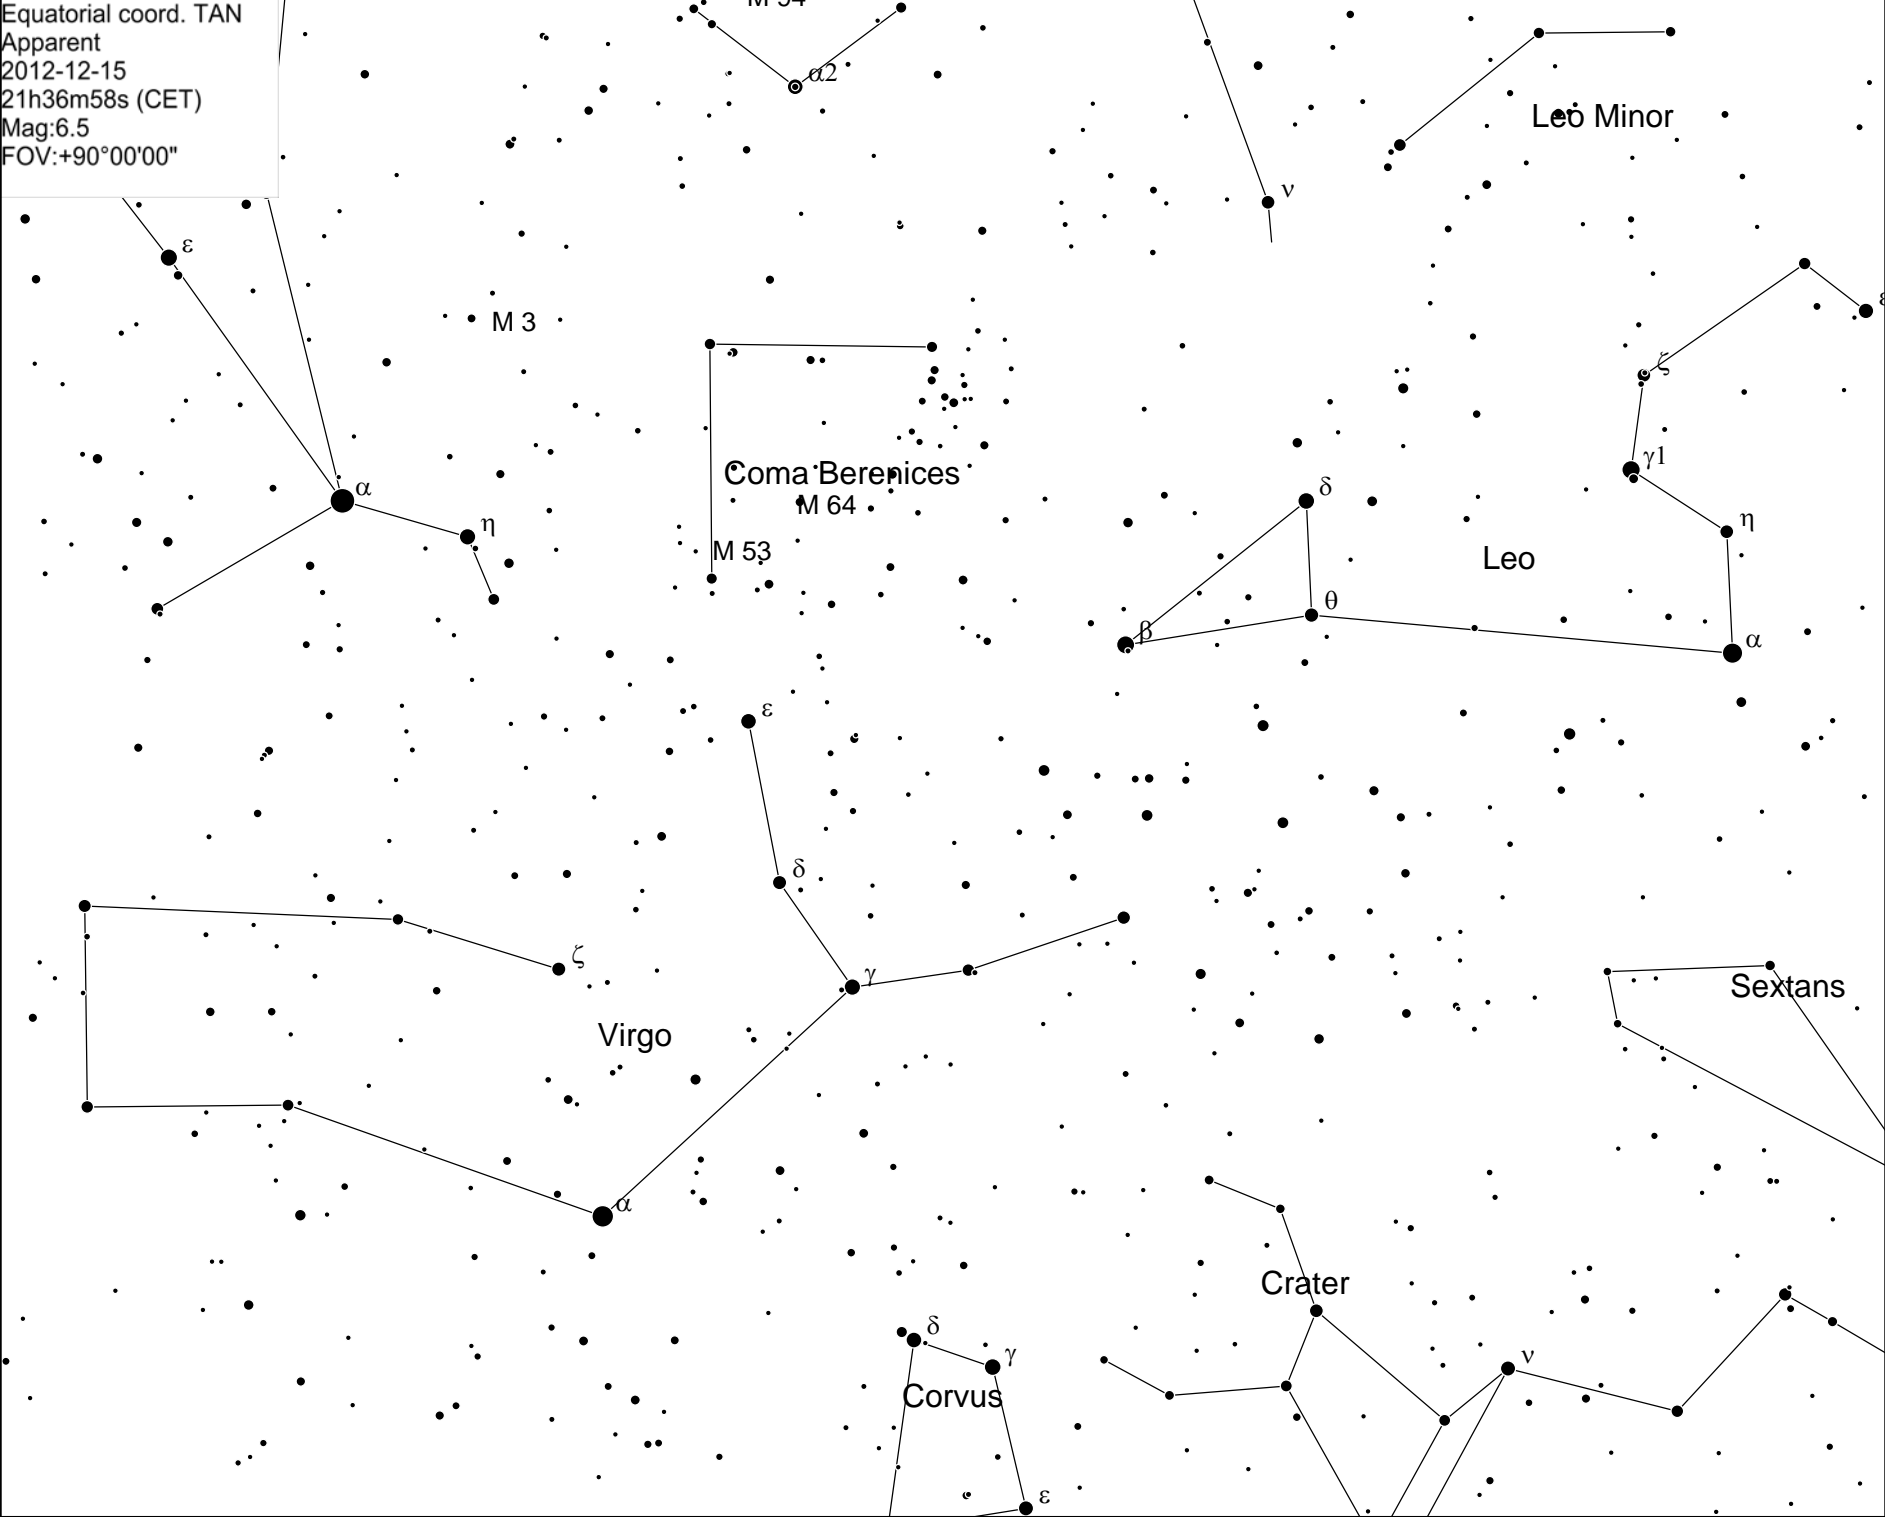 Equatorial coord. TAN
Apparent
2012-12-15
21h36m58s (CET)
Mag:6.5
FOV:+90°00'00"
M 94
α2
Leo Minor
ν
ε
ε
M 3
ζ
γ1
Coma Berenices
α
δ
M 64
η
η
M 53
Leo
θ
β
α
ε
δ
ζ
γ
Sextans
Virgo
α
Crater
δ
γ
ν
Corvus
ε